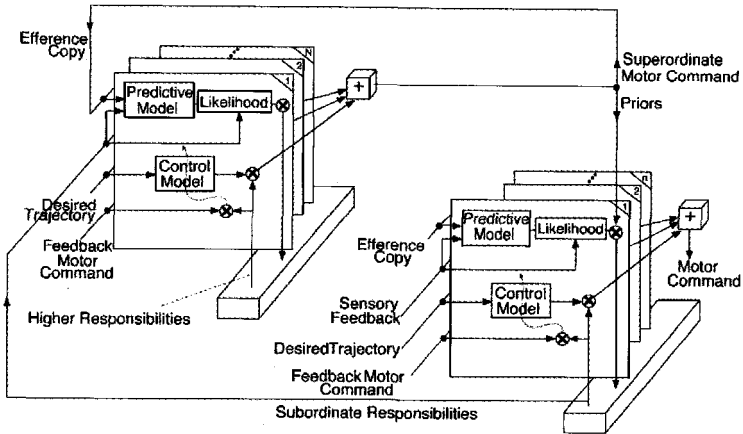 Efference
Copy
N
2
1
Predictive
Model
Likelihood
+
Superordinate
Motor Command
Priors
Control
Model
Desired
Trajectory
Feedback
Motor
Command
Higher Responsibilities
n
2
1
Predictive
Model
Likelihood
+
Efference
Copy
Motor
Command
Sensory
Feedback
Control
Model
DesiredTrajectory
Feedback Motor
Command
Subordinate Responsibilities